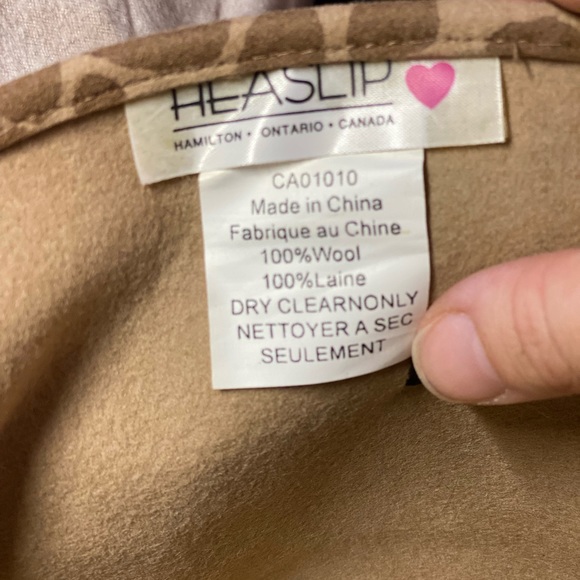 HEASLIP
HAMILTON • ONTARIO • CANADA
CA01010
Made in China
Fabrique au Chine
100%Wool
100%Laine
DRY CLEARNONLY
NETTOYER A SEC
SEULEMENT